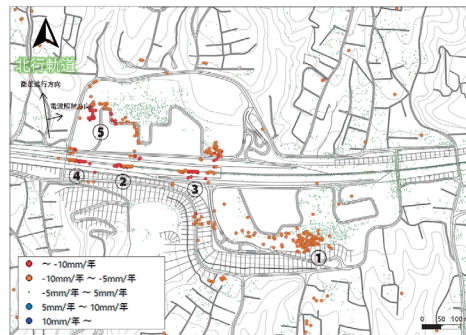 北行軌道
衛星進行方向
電波照射方向
⑤
④
②
③
①
～ -10mm/年
-10mm/年 ～ -5mm/年
-5mm/年 ～ 5mm/年
5mm/年 ～ 10mm/年
10mm/年 ～
0 50 100